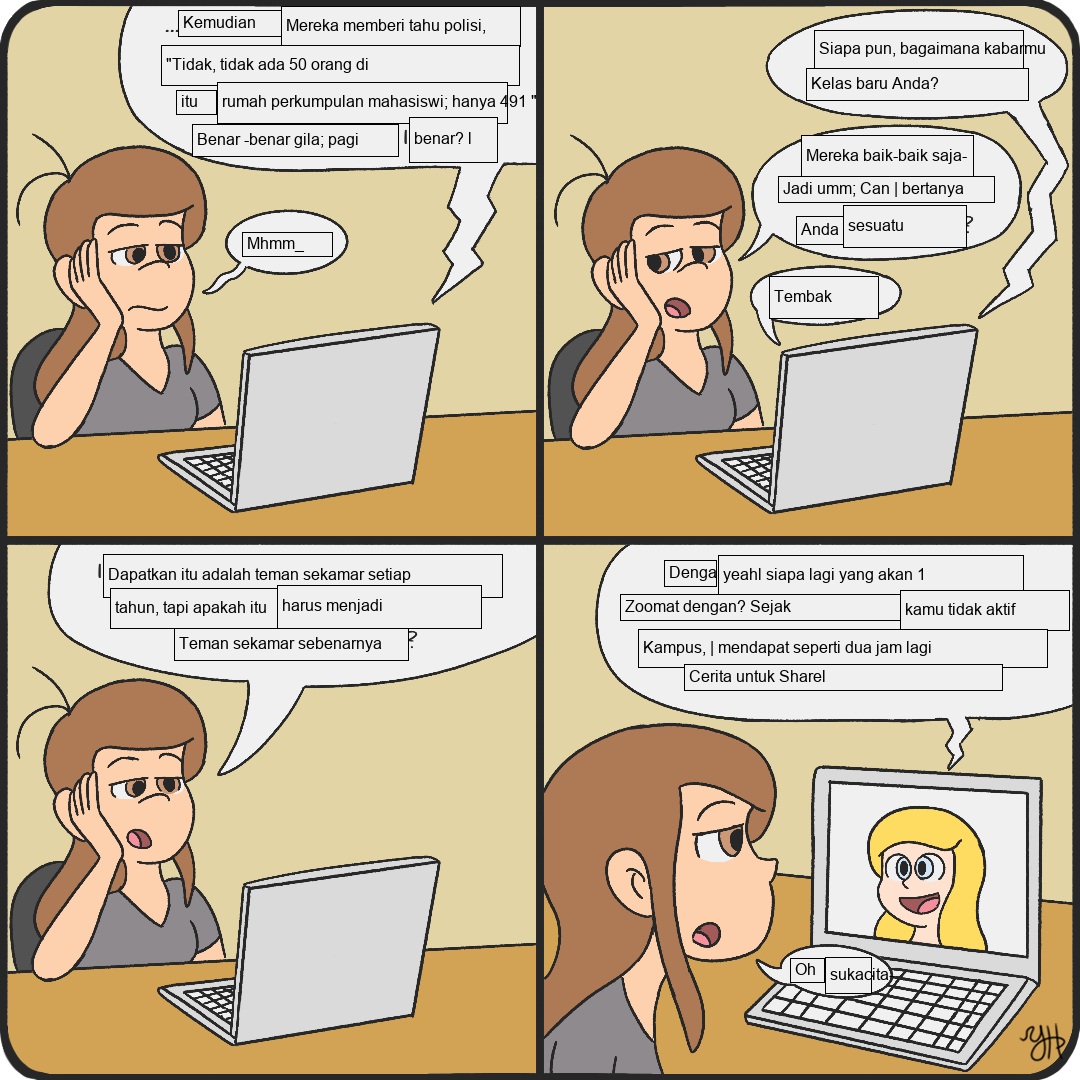 ...Kemudian Mereka memberi tahu polisi,
"Tidak, tidak ada 50 orang di
itu rumah perkumpulan mahasiswi; hanya 491 "
Benar -benar gila; pagi benar? l
Mhmm_
Siapa pun, bagaimana kabarmu
Kelas baru Anda?
Mereka baik-baik saja-
Jadi umm; Can | bertanya
Anda sesuatu ?
Tembak
Dapatkan itu adalah teman sekamar setiap
tahun, tapi apakah itu harus menjadi
Teman sekamar sebenarnya ?
Denga yeahl siapa lagi yang akan 1
Zoomat dengan? Sejak kamu tidak aktif
Kampus, | mendapat seperti dua jam lagi
Cerita untuk Sharel
Oh sukacita
YH